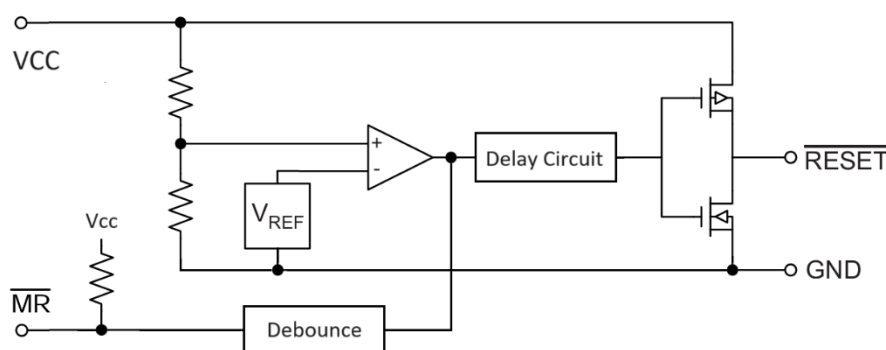 VCC
+
-
Delay Circuit
RESET
VREF
Vcc
GND
MR
Debounce